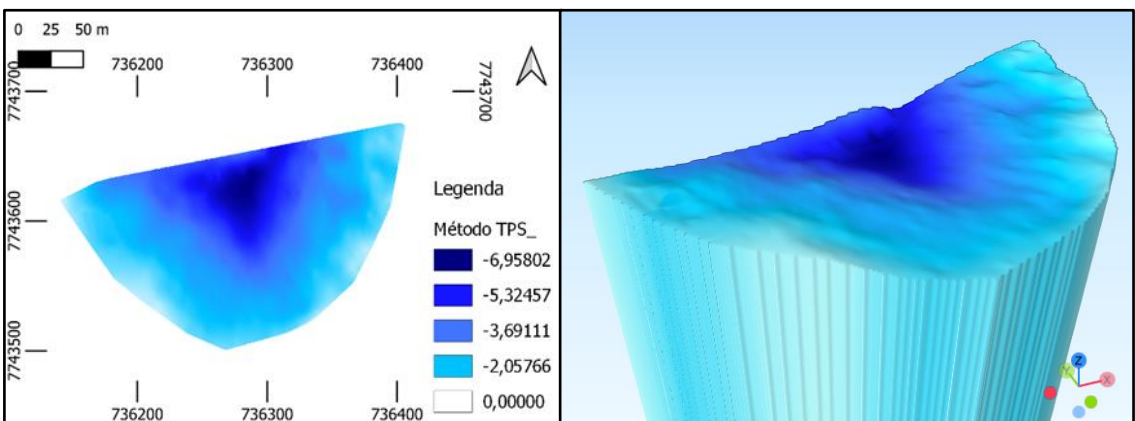 0 25 50 m
736200 736300 736400
7743700
7743700
7743600
7743500
Legenda
Método TPS_
-6,95802
-5,32457
-3,69111
-2,05766
0,00000
736200 736300 736400
Z
Y
X